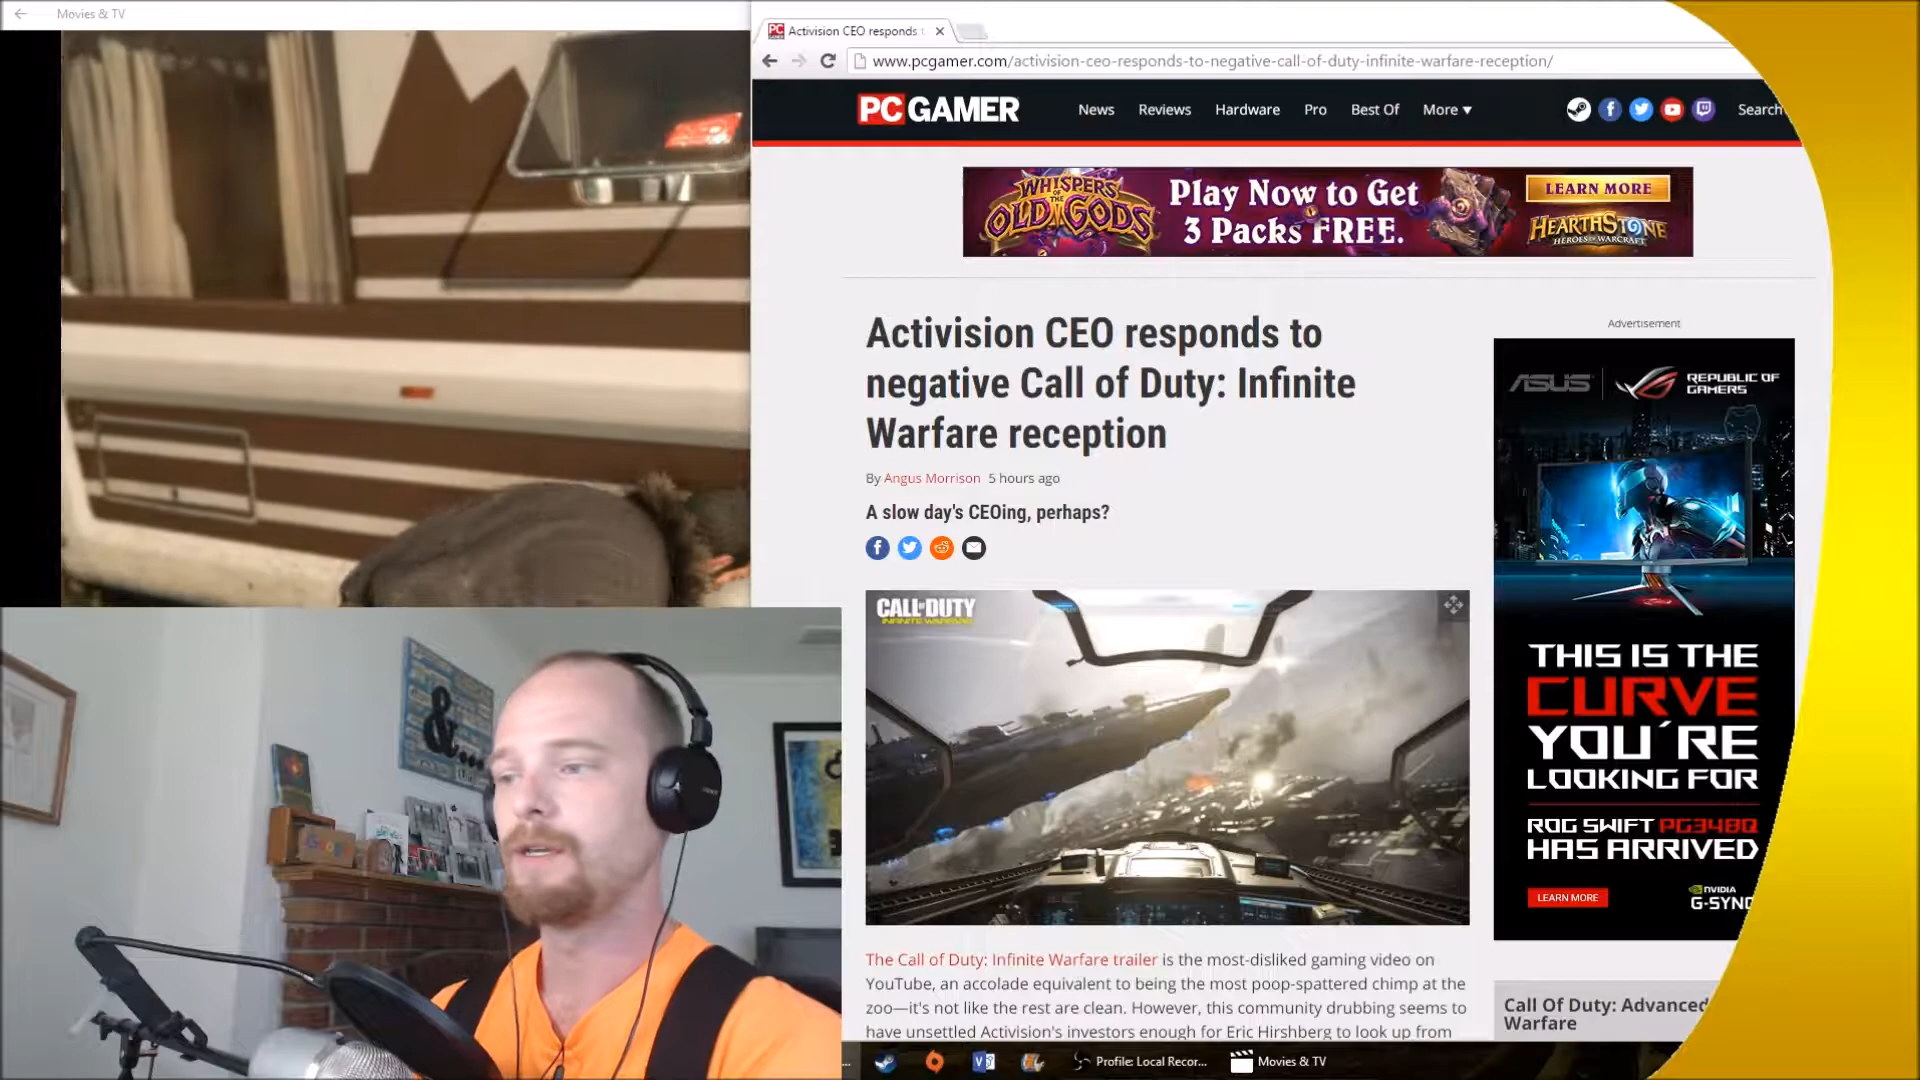 Movies & TV
Activision CEO responds t
www.pcgamer.com/activision-ceo-responds-to-negative-call-of-duty-infinite-warfare-reception/
PC GAMER
News
Reviews
Hardware
Pro
Best Of
More
Search
WHISPERS OF THE OLD GODS
Play Now to Get
3 Packs FREE.
LEARN MORE
HEARTHSTONE
HEROES OF WARCRAFT
Activision CEO responds to
negative Call of Duty: Infinite
Warfare reception
By Angus Morrison 5 hours ago
A slow day's CEOing, perhaps?
CALL OF DUTY
INFINITE WARFARE
The Call of Duty: Infinite Warfare trailer is the most-disliked gaming video on
YouTube, an accolade equivalent to being the most poop-spattered chimp at the
zoo—it's not like the rest are clean. However, this community drubbing seems to
have unsettled Activision's investors enough for Eric Hirshberg to look up from
Advertisement
ASUS
REPUBLIC OF
GAMERS
THIS IS THE
CURVE
YOU'RE
LOOKING FOR
ROG SWIFT PG348Q
HAS ARRIVED
LEARN MORE
NVIDIA
G-SYNC
Call Of Duty: Advanced
Warfare
Profile: Local Recor...
Movies & TV
&
Google